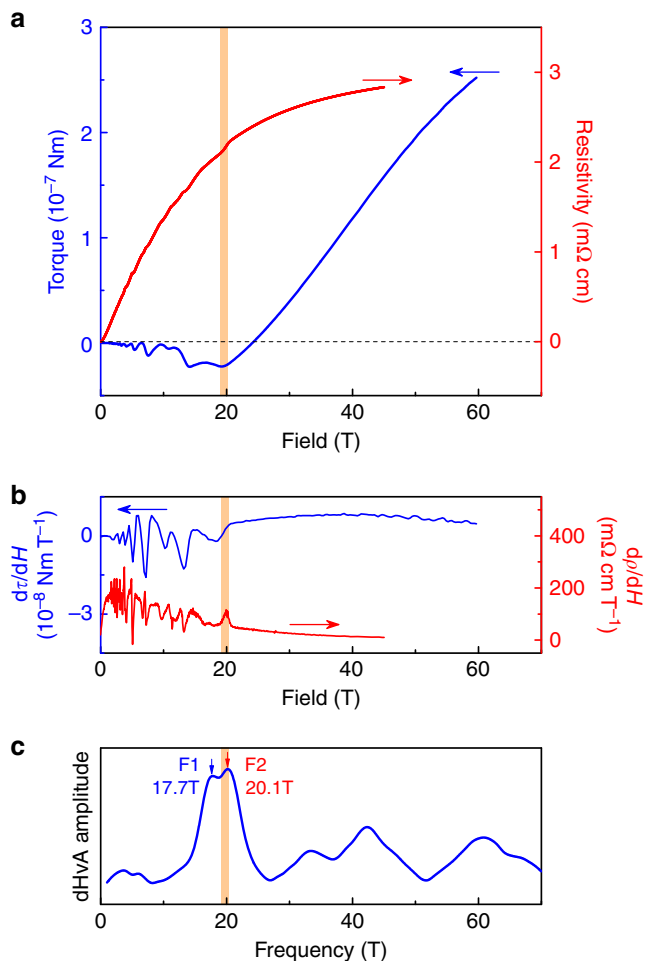 a
3
2
1
0
Torque (10⁻⁷ Nm)
3
2
1
0
Resistivity (mΩ cm)
0
20
40
60
Field (T)
b
0
−3
dτ/dH
(10⁻⁸ Nm T⁻¹)
400
200
0
dρ/dH
(mΩ cm T⁻¹)
0
20
40
60
Field (T)
c
F1
17.7T
F2
20.1T
dHvA amplitude
0
20
40
60
Frequency (T)